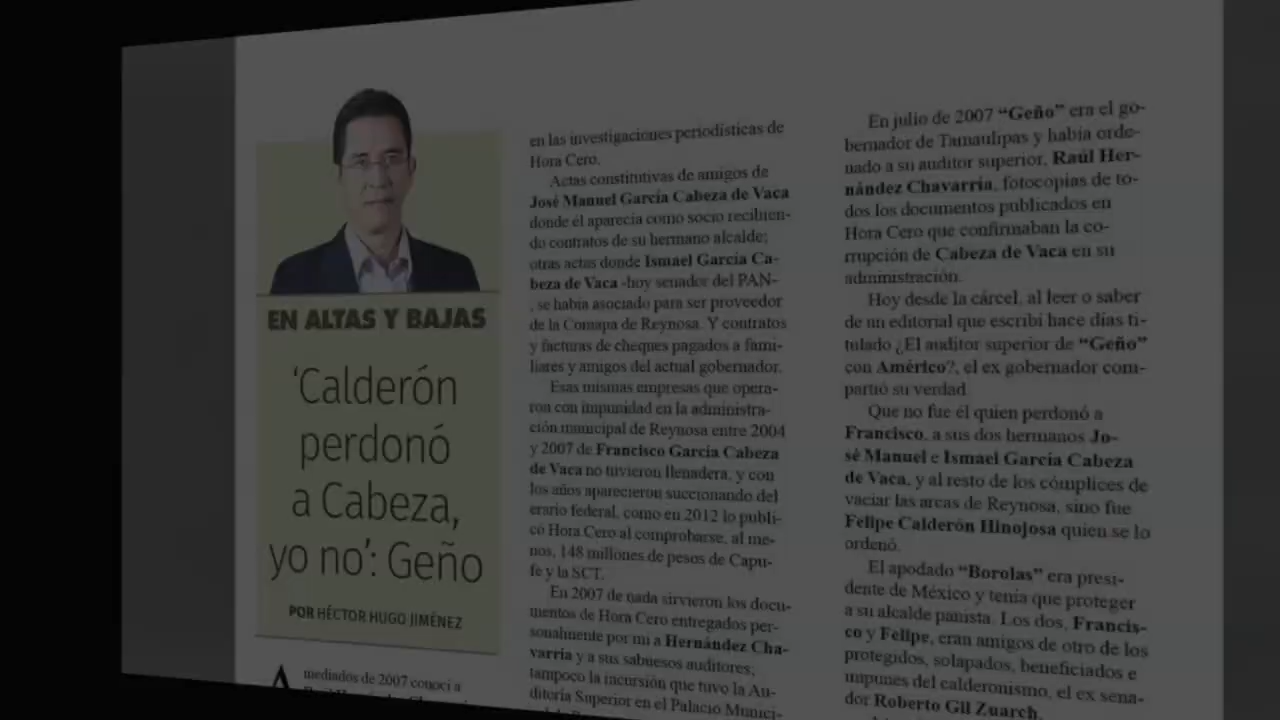 EN ALTAS Y BAJAS
‘Calderón
perdonó
a Cabeza,
yo no’: Geño
POR HÉCTOR HUGO JIMÉNEZ
A mediados de 2007 conocí a
en las investigaciones periodísticas de
Hora Cero.
Actas constitutivas de amigos de
José Manuel García Cabeza de Vaca
donde él aparecía como socio recibien-
do contratos de su hermano alcalde;
otras actas donde Ismael García Ca-
beza de Vaca -hoy senador del PAN-
, se había asociado para ser proveedor
de la Comapa de Reynosa. Y contratos
y facturas de cheques pagados a fami-
liares y amigos del actual gobernador.
Esas mismas empresas que opera-
ron con impunidad en la administra-
ción municipal de Reynosa entre 2004
y 2007 de Francisco García Cabeza
de Vaca no tuvieron llenadera, y con
los años aparecieron succionando del
erario federal, como en 2012 lo publi-
có Hora Cero al comprobarse, al me-
nos, 148 millones de pesos de Capu-
fe y la SCT.
En 2007 de nada sirvieron los docu-
mentos de Hora Cero entregados per-
sonalmente por mi a Hernández Cha-
varría y a sus sabuesos auditores;
tampoco la incursión que tuvo la Au-
ditoría Superior en el Palacio Munici-
En julio de 2007 “Geño” era el go-
bernador de Tamaulipas y había orde-
nado a su auditor superior, Raúl Her-
nández Chavarría, fotocopias de to-
dos los documentos publicados en
Hora Cero que confirmaban la co-
rrupción de Cabeza de Vaca en su
administración.
Hoy desde la cárcel, al leer o saber
de un editorial que escribí hace días ti-
tulado ¿El auditor superior de “Geño”
con Américo?, el ex gobernador com-
partió su verdad.
Que no fue él quien perdonó a
Francisco, a sus dos hermanos Jo-
sé Manuel e Ismael García Cabeza
de Vaca, y al resto de los cómplices de
vaciar las arcas de Reynosa, sino fue
Felipe Calderón Hinojosa quien se lo
ordenó.
El apodado “Borolas” era presi-
dente de México y tenía que proteger
a su alcalde panista. Los dos, Francis-
co y Felipe, eran amigos de otro de los
protegidos, solapados, beneficiados e
impunes del calderonismo, el ex sena-
dor Roberto Gil Zuarch.